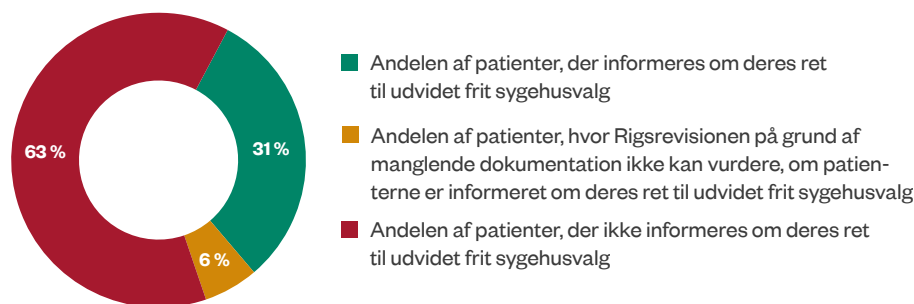 63 %
31 %
6 %
Andelen af patienter, der informeres om deres ret
til udvidet frit sygehusvalg
Andelen af patienter, hvor Rigsrevisionen på grund af
manglende dokumentation ikke kan vurdere, om patien-
terne er informeret om deres ret til udvidet frit sygehusvalg
Andelen af patienter, der ikke informeres om deres ret
til udvidet frit sygehusvalg